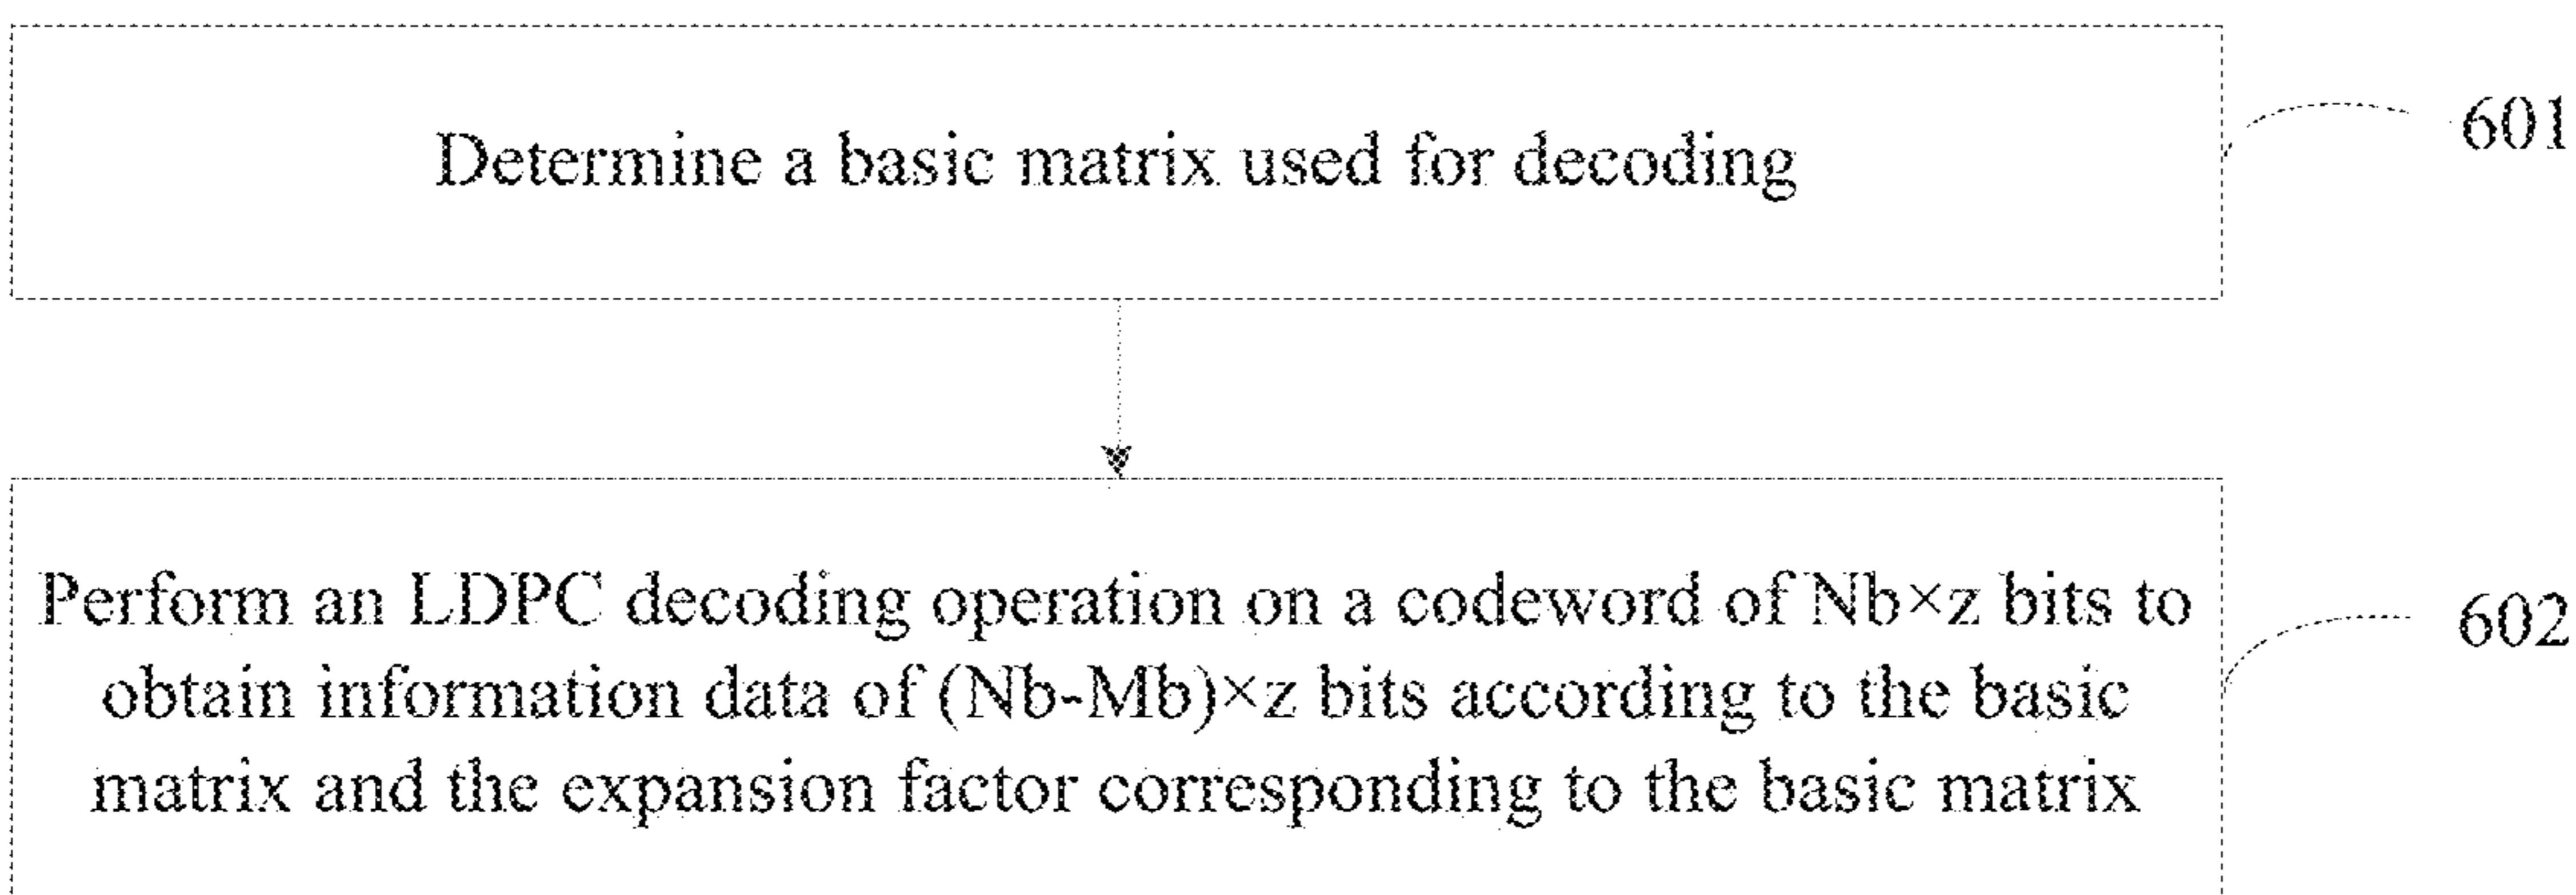 Determine a basic matrix used for decoding
601
Perform an LDPC decoding operation on a codeword of Nb×z bits to
obtain information data of (Nb-Mb)×z bits according to the basic
matrix and the expansion factor corresponding to the basic matrix
602